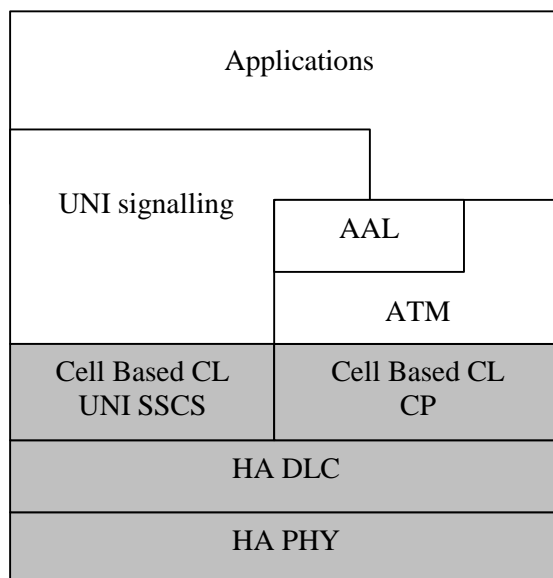 Applications
UNI signalling
AAL
ATM
Cell Based CL
UNI SSCS
Cell Based CL
CP
HA DLC
HA PHY